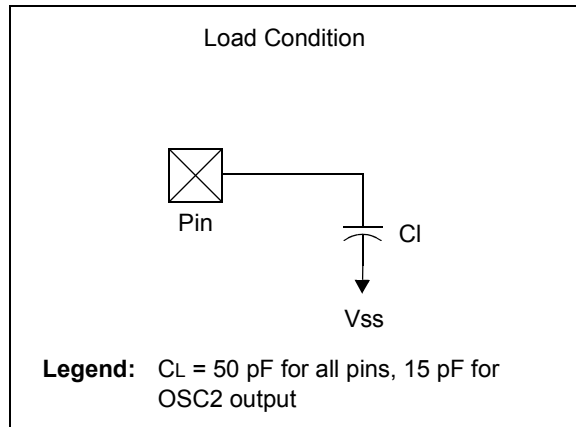 Load Condition
Pin
Cl
Vss
Legend: CL = 50 pF for all pins, 15 pF for
OSC2 output